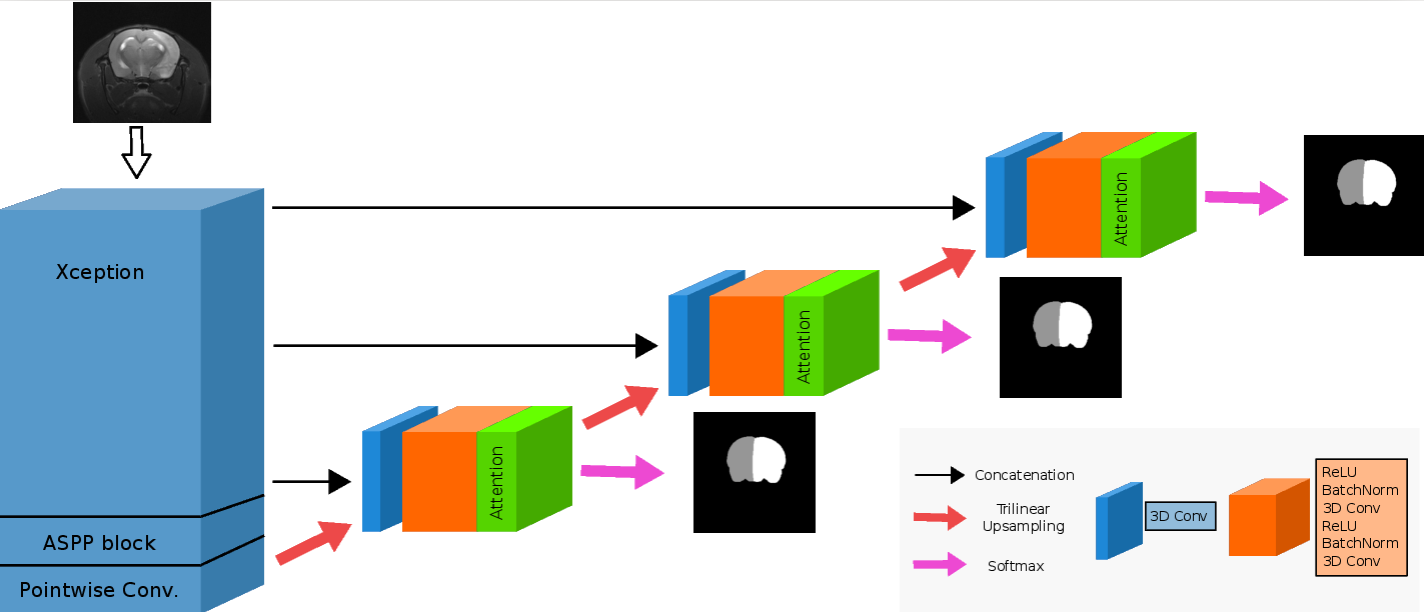 Xception
ASPP block
Pointwise Conv.
Attention
Attention
Attention
Concatenation
Trilinear
Upsampling
Softmax
3D Conv
ReLU
BatchNorm
3D Conv
ReLU
BatchNorm
3D Conv